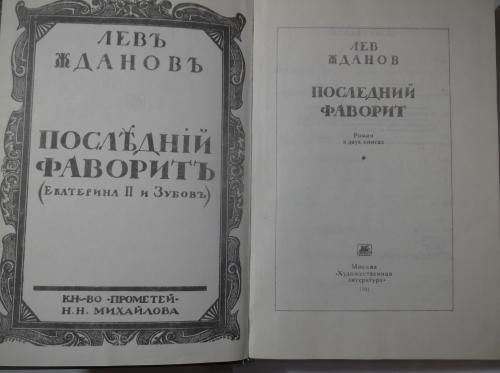 ЛЕВЪ
ЖДАНОВЪ
ПОСЛѢДНІЙ
ФАВОРИТЪ
(ЕКАТЕРИНА II И ЗУБОВЪ)
КН-ВО "ПРОМЕТЕЙ"
Н.Н. МИХАЙЛОВА
ЛЕВ
ЖДАНОВ
ПОСЛЕДНИЙ
ФАВОРИТ
Роман
в двух книгах
Москва
«Художественная
литература»